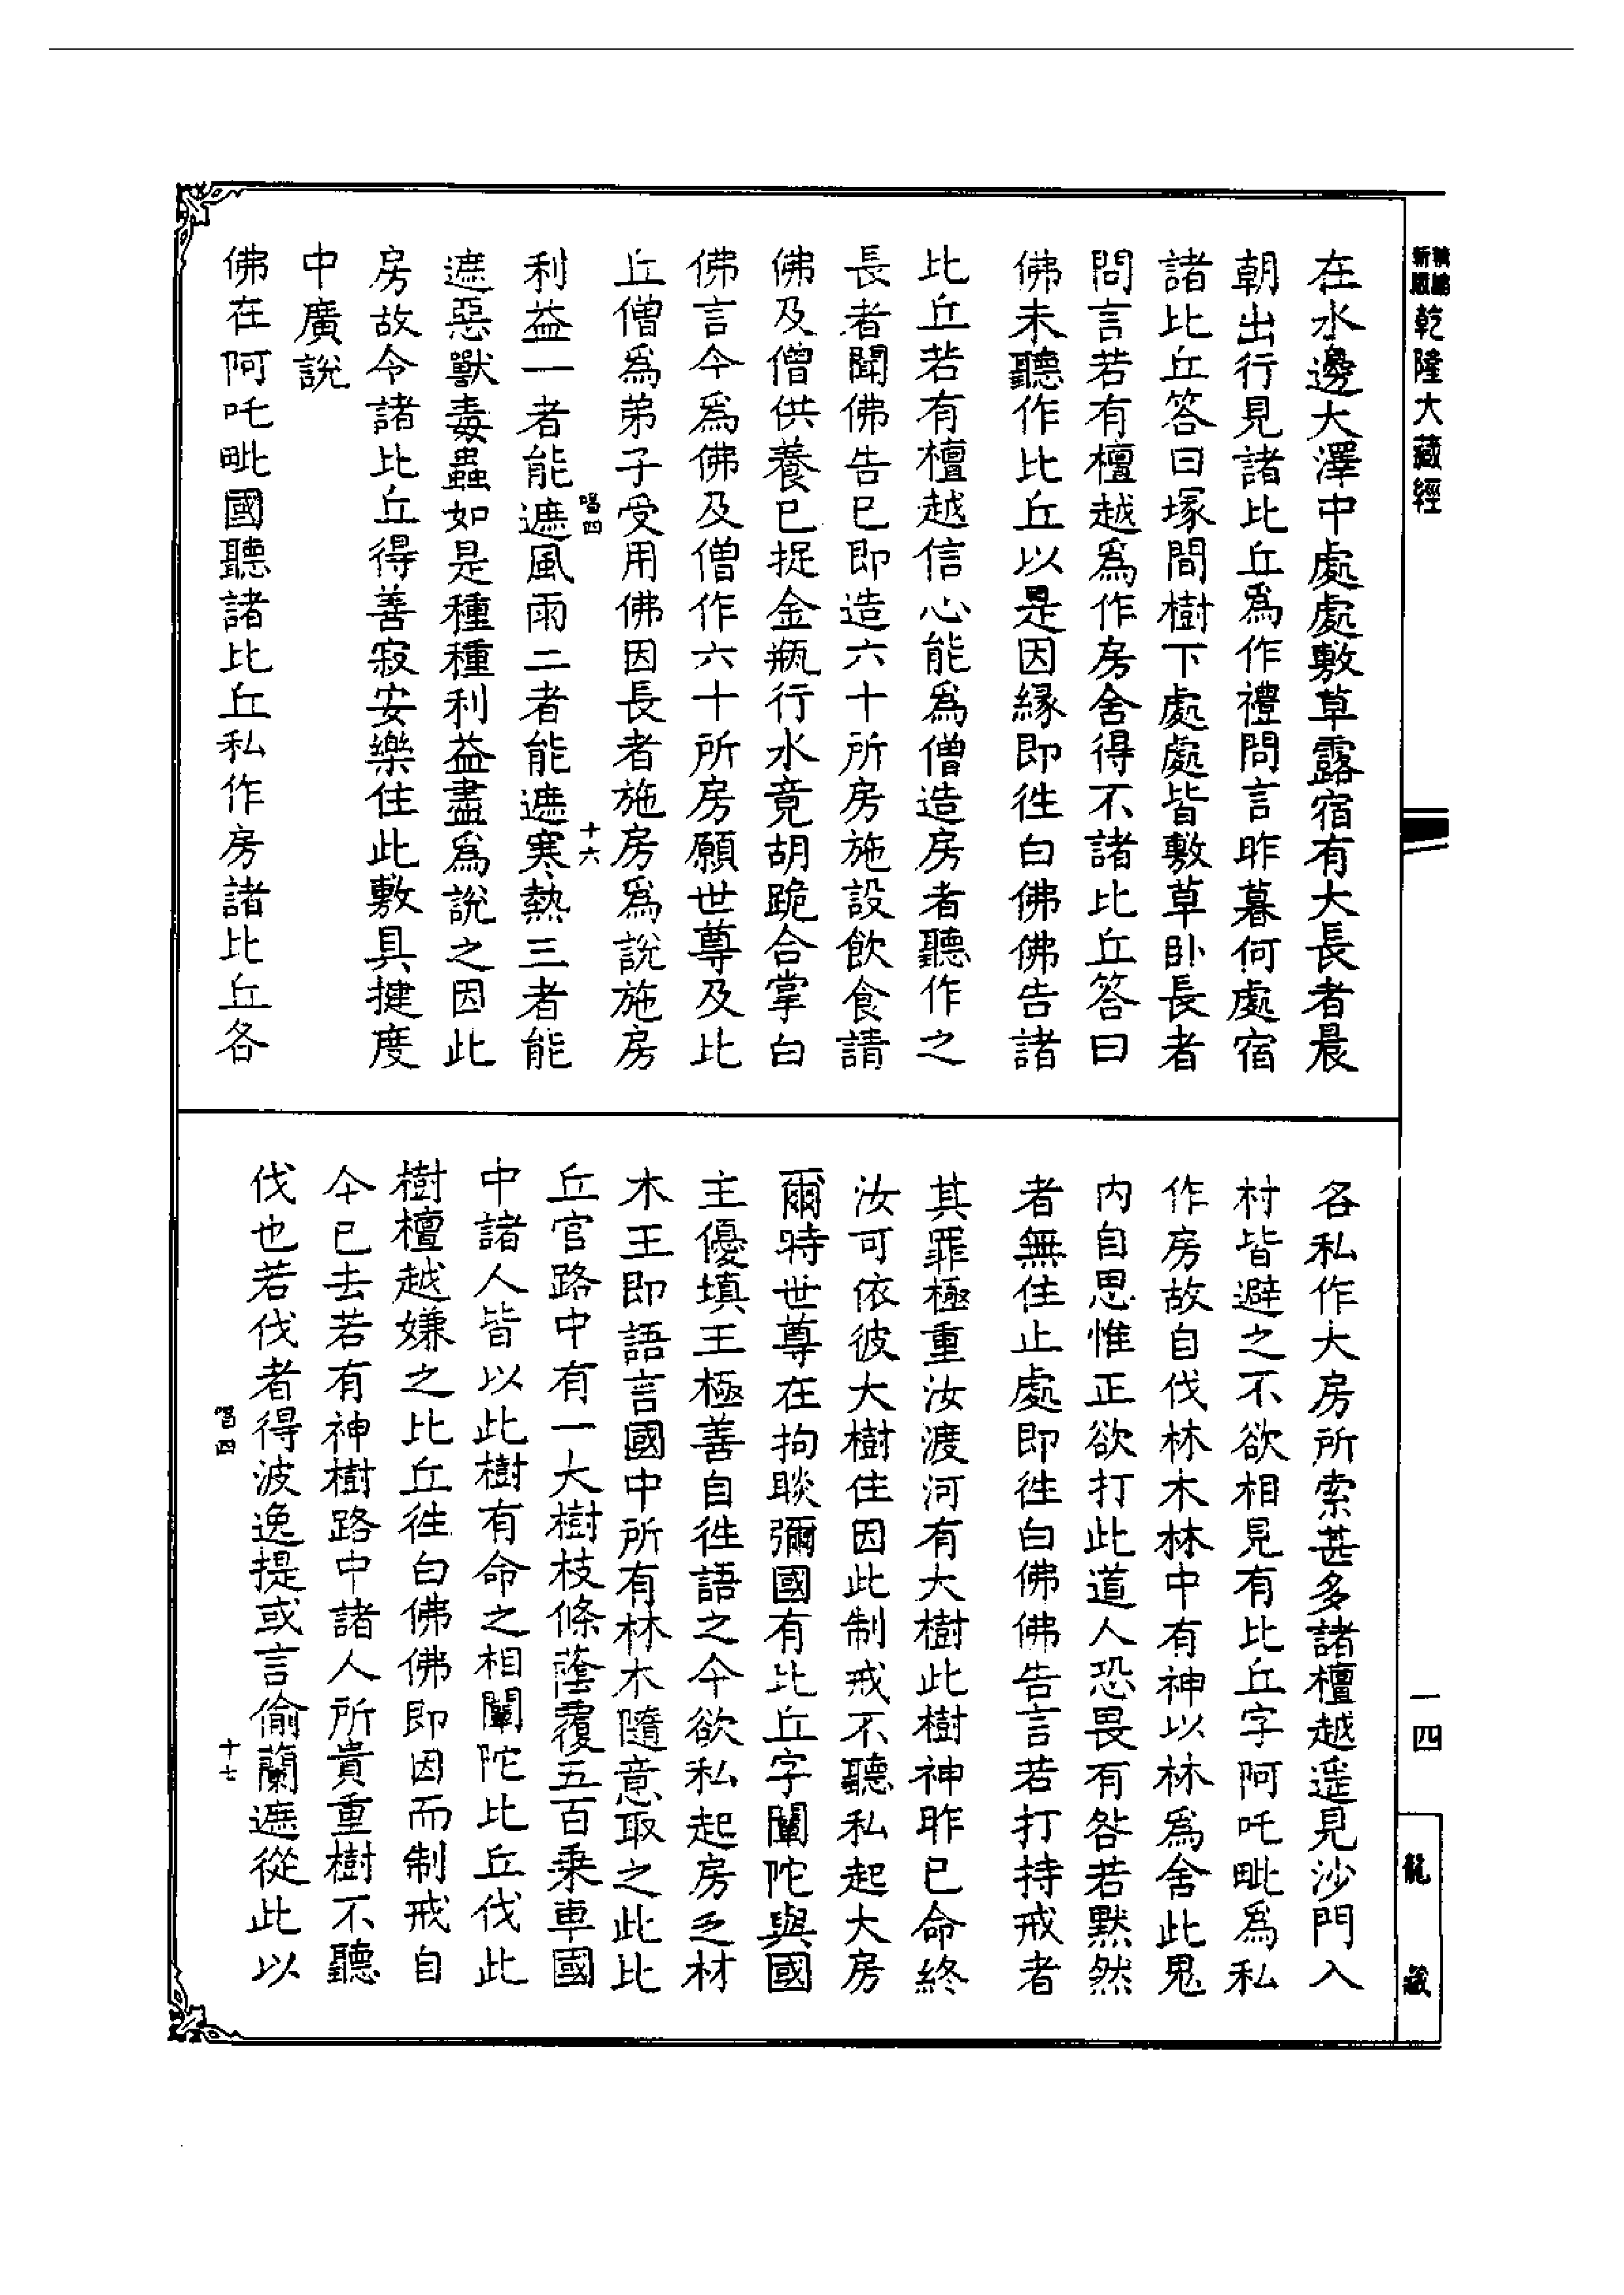 新版
精編
乾隆大藏經
在水邊大澤中處處敷草露宿有大長者晨
朝出行見諸比丘爲作禮問言昨暮何處宿
諸比丘答曰塚間樹下處處皆敷草卧長者
問言若有檀越爲作房舍得不諸比丘答曰
佛未聽作比丘以是因緣即徃白佛佛告諸
比丘若有檀越信心能爲僧造房者聽作之
長者聞佛告已即造六十所房施設飲食請
佛及僧供養已捉金瓶行水竟胡跪合掌白
佛言今爲佛及僧作六十所房願世尊及比
丘僧爲弟子受用佛因長者施房爲說施房
唱四
十六
利益一者能遮風雨二者能遮寒熱三者能
遮惡獸毒蟲如是種種利益盡爲說之因此
房故令諸比丘得善寂安樂住此敷具揵度
中廣說
佛在阿吒毗國聽諸比丘私作房諸比丘各
一四
龍藏
各私作大房所索甚多諸檀越遥見沙門入
村皆避之不欲相見有比丘字阿吒毗爲私
作房故自伐林木林中有神以林爲舍此鬼
内自思惟正欲打此道人恐畏有咎若默然
者無住止處即徃白佛佛告言若打持戒者
其罪極重汝渡河有大樹此樹神昨已命終
汝可依彼大樹住因此制戒不聽私起大房
爾時世尊在拘睒彌國有比丘字闡陀與國
主優填王極善自徃語之今欲私起房乏材
木王即語言國中所有林木隨意取之此比
丘官路中有一大樹枝條蔭覆五百乗車國
中諸人皆以此樹有命之相闡陀比丘伐此
樹檀越嫌之比丘徃白佛佛即因而制戒自
今已去若有神樹路中諸人所貴重樹不聽
伐也若伐者得波逸提或言偷蘭遮從此以
唱四
十七